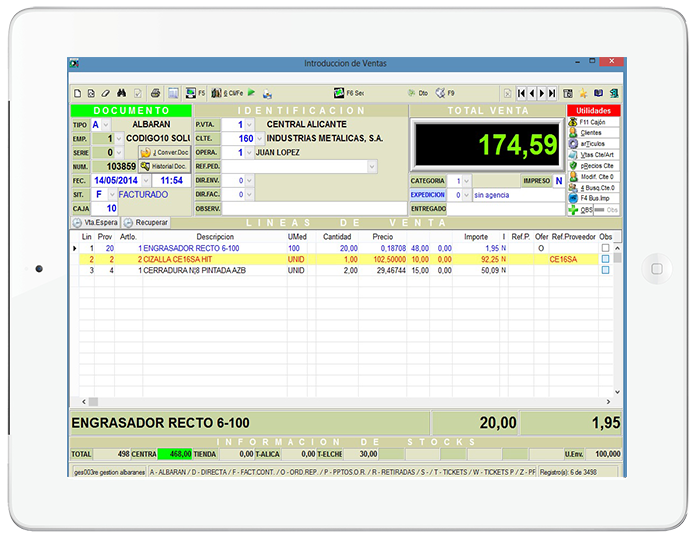 Introduccion de Ventas
F5 6 Cl/Fe F6 Ser Dto F9
DOCUMENTO IDENTIFICACION TOTAL VENTA Utilidades
TIPO A ALBARAN P.VTA. 1 CENTRAL ALICANTE 174,59 F11 Cajón
EMP. 1 CODIGO10 SOLU CLTE. 160 INDUSTRIAS METALICAS, S.A. Clientes
SERIE 0 J Conver.Doc OPERA. 1 JUAN LOPEZ arTiculos
NUM. 103859 Historial Doc. REF.PED. Vtas Cte/Art
FEC. 14/05/2014 11:54 DIR.ENV. 0 CATEGORIA 1 IMPRESO N pRecios Cite
SIT. F FACTURADO DIR.FAC. 0 EXPEDICION 0 sin agencia Modif. Cite 0
CAJA 10 OBSERV. ENTREGADO 4 Busq.Cte.0
F4 Bus.Imp
OBS Obs
Vta.Espera Recuperar LINEAS DE VENTA
Lin Prov Artlo. Descripcion UMed Cantidad Precio Importe I Ref.P. Ofer Ref.Proveedor Obs
1 20 1 ENGRASADOR RECTO 6-100 100 20,00 0,18708 48,00 0,00 1,95 N O
2 2 2 CIZALLA CE16SA HIT UNID 1,00 102,50000 10,00 0,00 92,25 N CE16SA
3 4 1 CERRADURA N¡8 PINTADA AZB UNID 2,00 29,46744 15,00 0,00 50,09 N
ENGRASADOR RECTO 6-100 20,00 1,95
INFORMACION DE STOCKS
TOTAL 498 CENTRA 468,00 TIENDA 0,00 T-ALICA 0,00 T-ELCHE 30,00 U.Env. 100,000
ges003re gestion albaranes A - ALBARAN / D - DIRECTA / F - FACT.CONT. / O - ORD.REP. / P - PPTOS.O.R. / R - RETIRADAS / S - / T - TICKETS / W - TICKETS P / Z - PF Registro(s): 6 de 3498